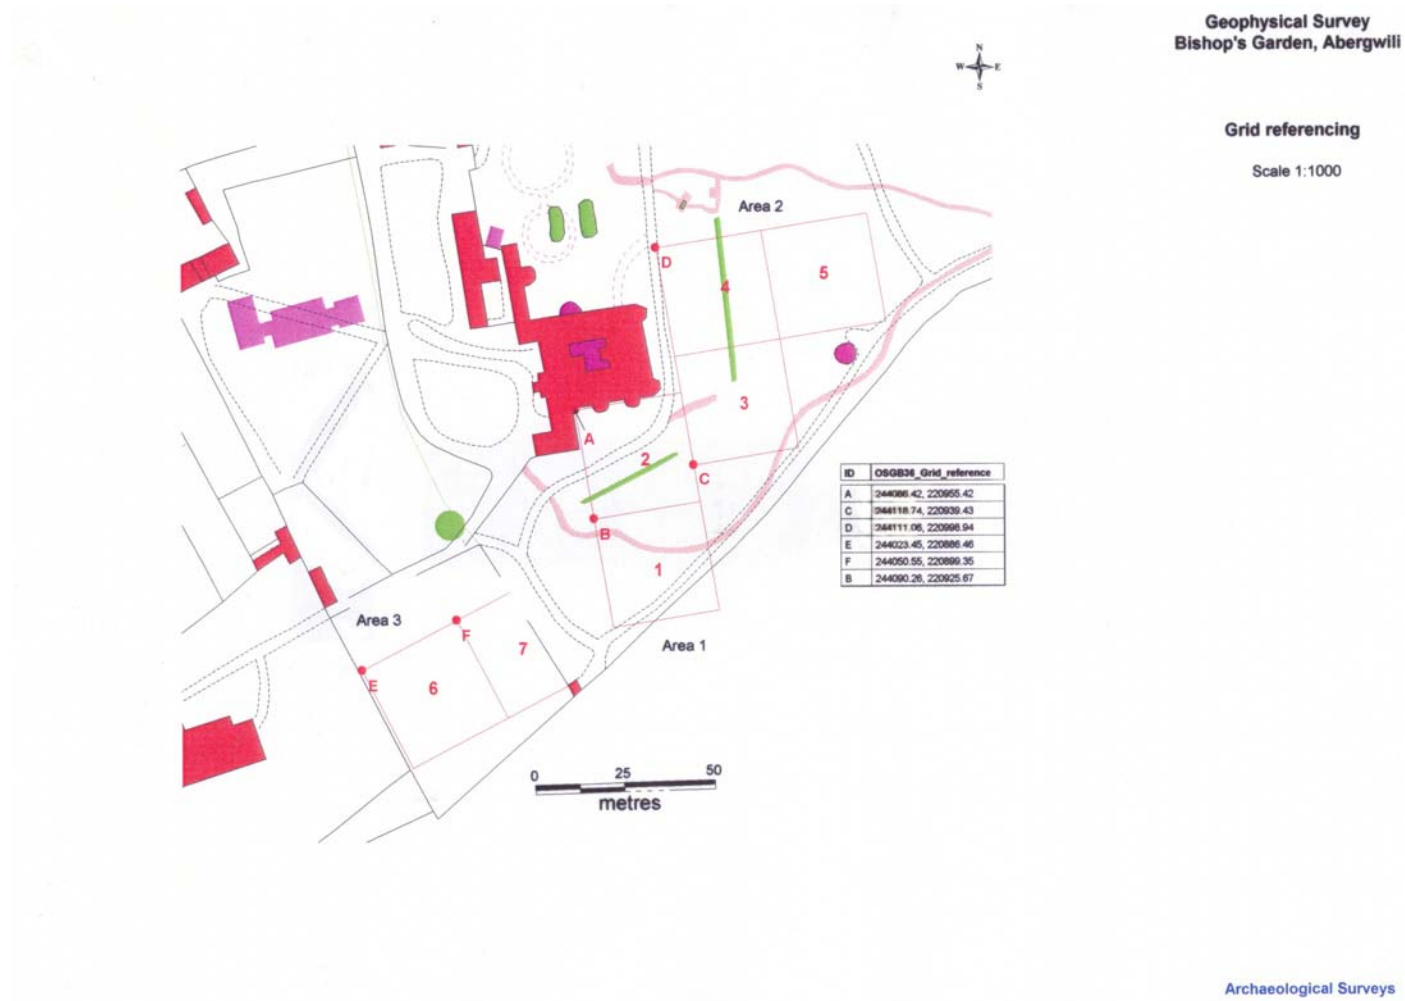 Geophysical Survey
Bishop's Garden, Abergwili
N
W E
S
Grid referencing
Scale 1:1000
Area 2
D
5
4
3
A
2
C
B
1
Area 3
F
7
Area 1
E
6
ID OSGB36_Grid_reference
A 244086.42, 220955.42
C 244118.74, 220939.43
D 244111.06, 220998.94
E 244023.45, 220886.46
F 244050.55, 220899.35
B 244090.26, 220925.67
0 25 50
metres
Archaeological Surveys